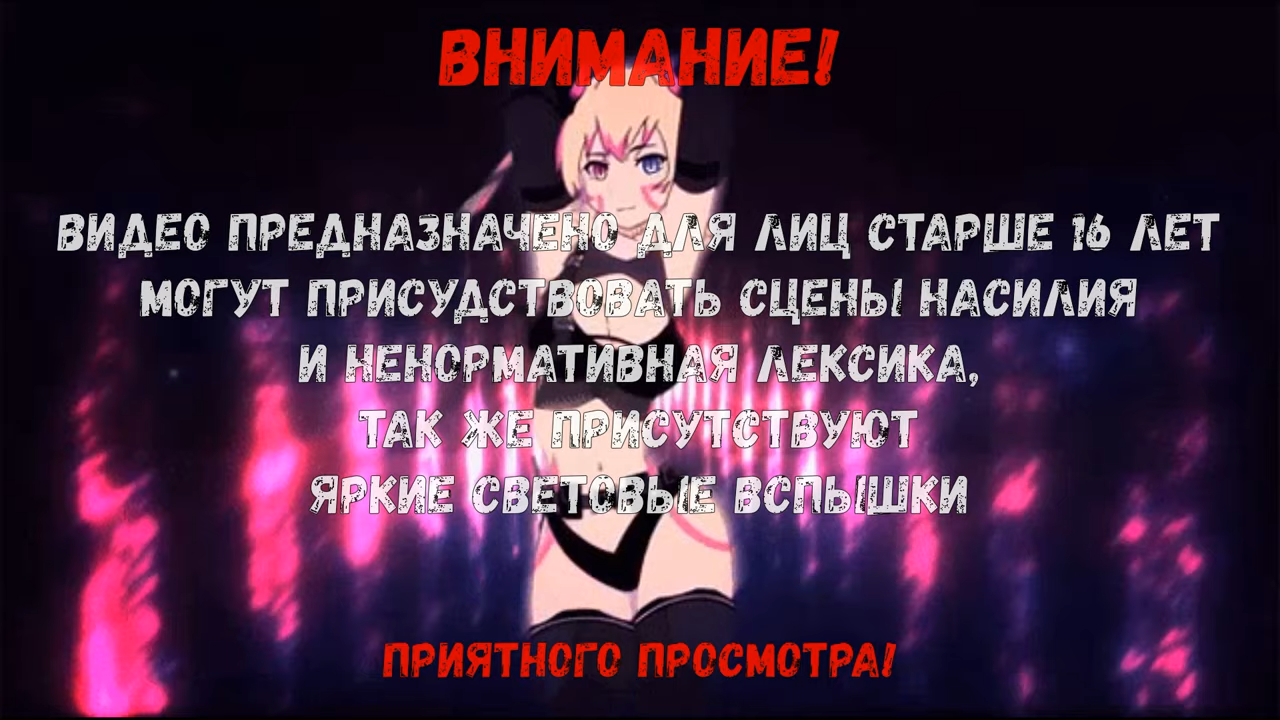 ВНИМАНИЕ!
ВИДЕО ПРЕДНАЗНАЧЕНО ДЛЯ ЛИЦ СТАРШЕ 16 ЛЕТ
МОГУТ ПРИСУДСТВОВАТЬ СЦЕНЫ НАСИЛИЯ
И НЕНОРМАТИВНАЯ ЛЕКСИКА,
ТАК ЖЕ ПРИСУТСТВУЮТ
ЯРКИЕ СВЕТОВЫЕ ВСПЫШКИ
ПРИЯТНОГО ПРОСМОТРА!